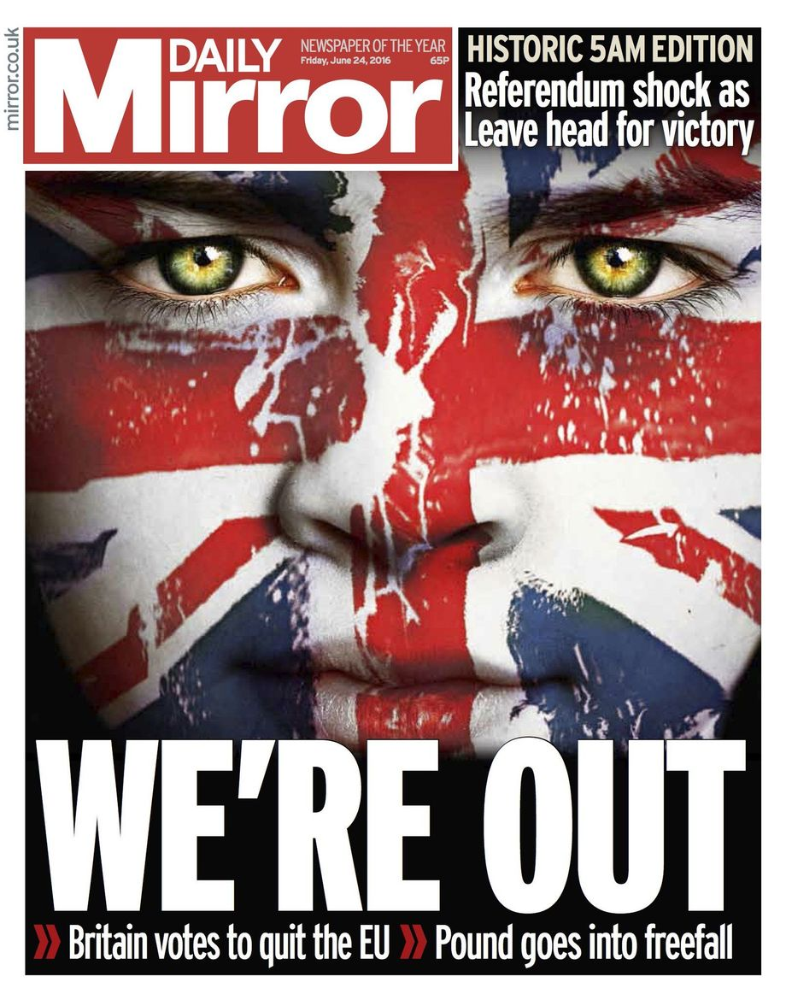 mirror.co.uk
DAILY
Mirror
NEWSPAPER OF THE YEAR
Friday, June 24, 2016 65P
HISTORIC 5AM EDITION
Referendum shock as
Leave head for victory
WE'RE OUT
» Britain votes to quit the EU » Pound goes into freefall